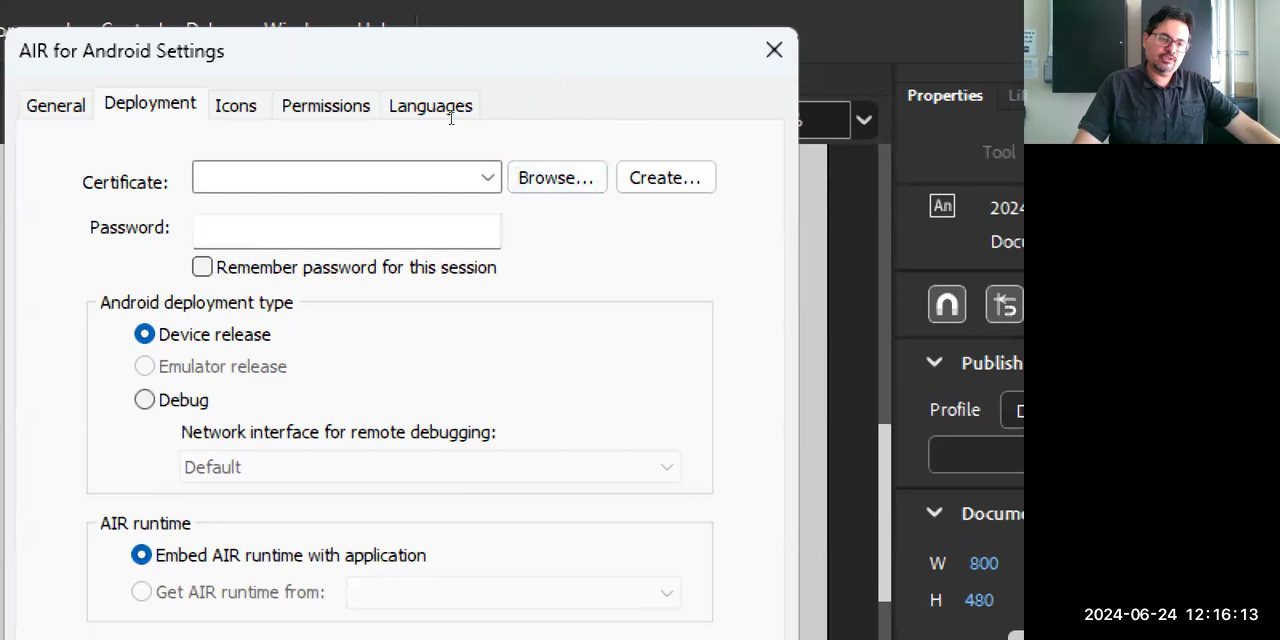 AIR for Android Settings
General Deployment Icons Permissions Languages
Certificate: Browse... Create...
Password:
Remember password for this session
Android deployment type
Device release
Emulator release
Debug
Network interface for remote debugging:
Default
AIR runtime
Embed AIR runtime with application
Get AIR runtime from:
Properties Li
Tool
An 2024
Docu
Publish
Profile
Docume
W 800
H 480
2024-06-24 12:16:13